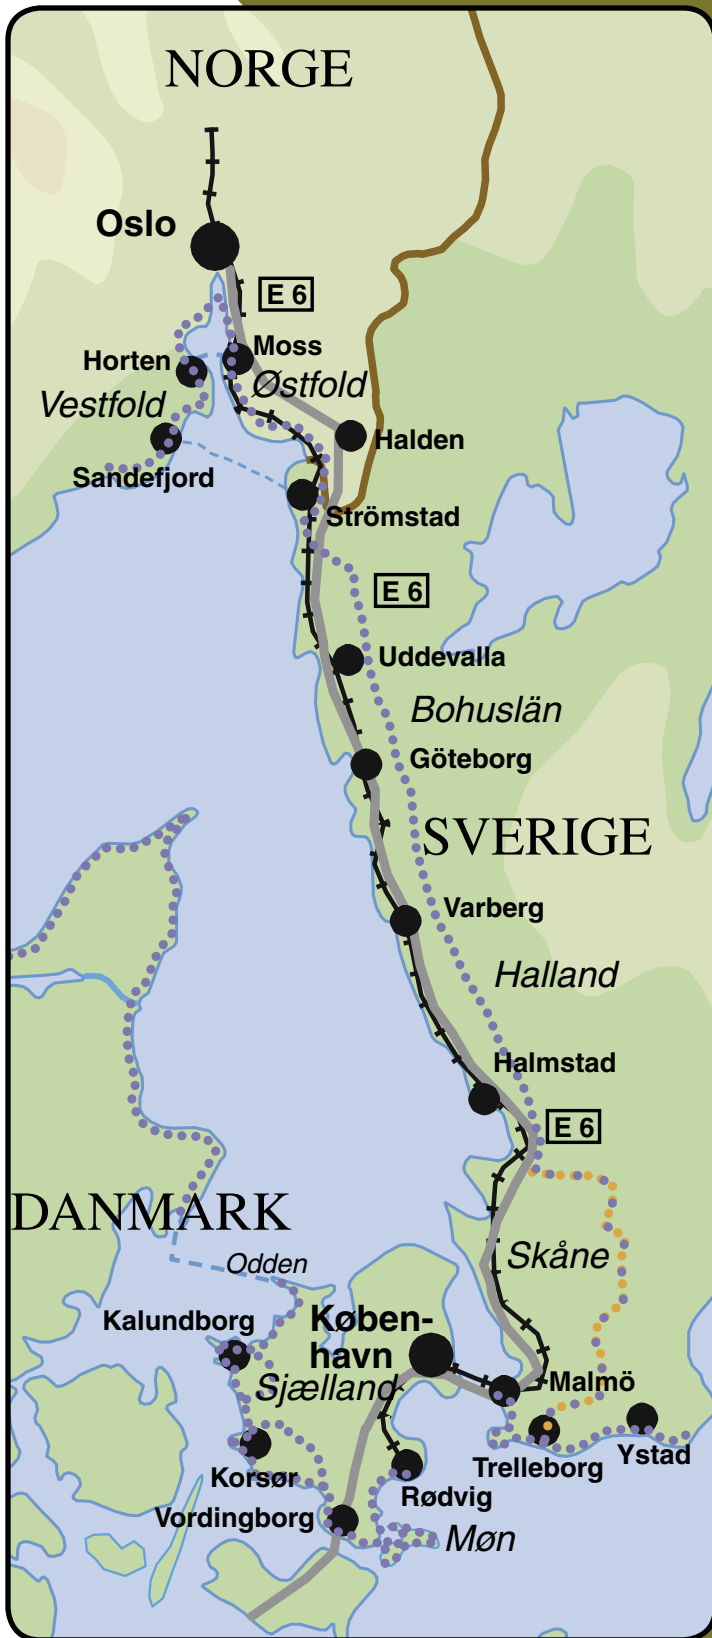 NORGE
Oslo
E 6
Moss
Horten
Østfold
Vestfold
Halden
Sandefjord
Strömstad
E 6
Uddevalla
Bohuslän
Göteborg
SVERIGE
Varberg
Halland
Halmstad
E 6
DANMARK
Odden
Skåne
Kalundborg
Køben-
havn
Sjælland
Malmö
Ystad
Trelleborg
Korsør
Rødvig
Vordingborg
Møn